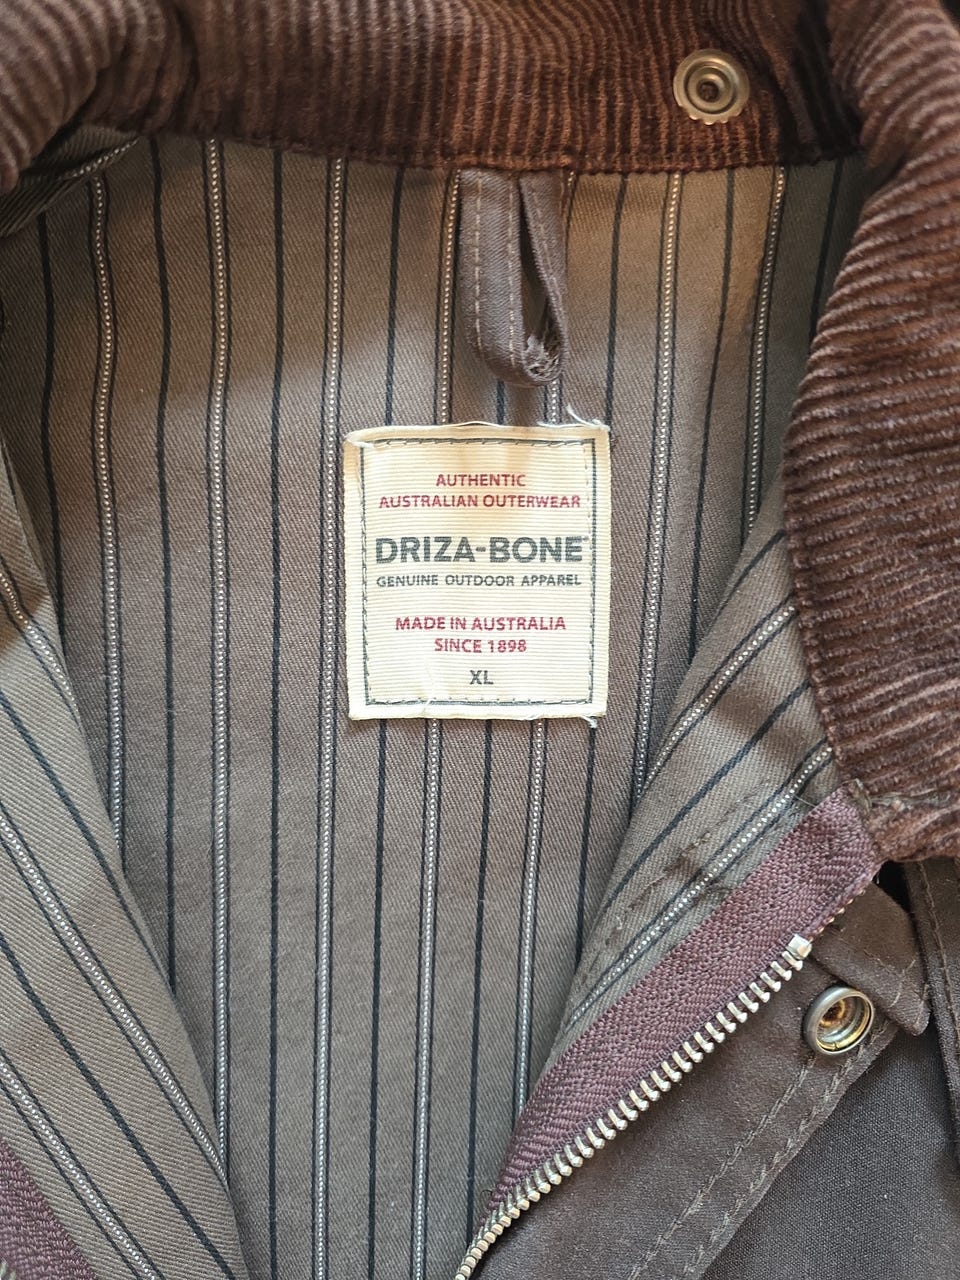 AUTHENTIC
AUSTRALIAN OUTERWEAR
DRIZA-BONE
GENUINE OUTDOOR APPAREL
MADE IN AUSTRALIA
SINCE 1898
XL